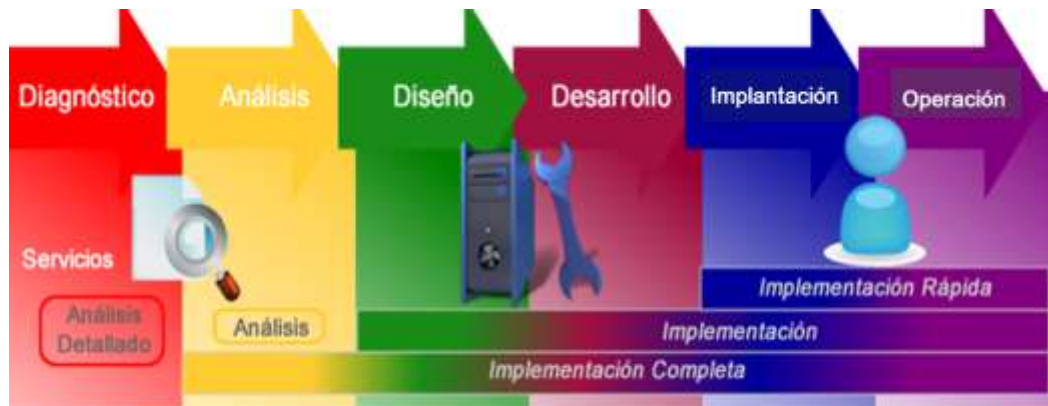 Diagnóstico
Análisis
Diseño
Desarrollo
Implantación
Operación
Servicios
Análisis
Detallado
Análisis
Implementación Rápida
Implementación
Implementación Completa